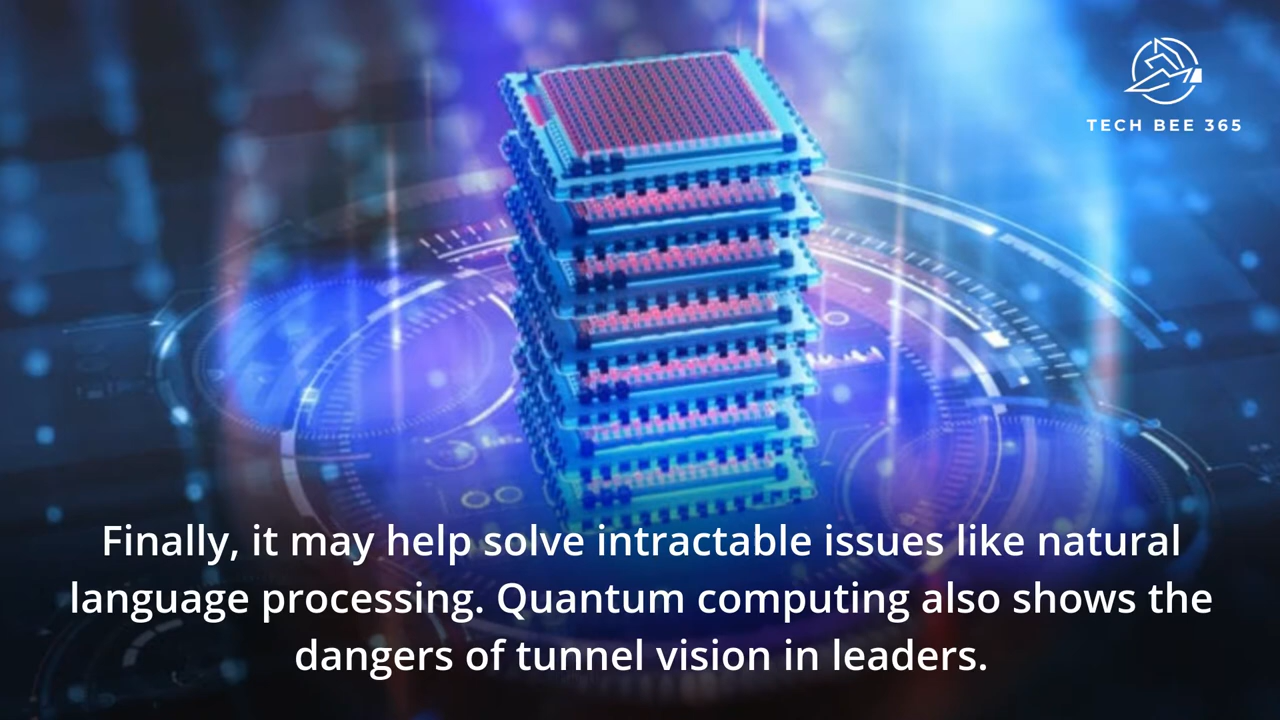 TECH BEE 365
Finally, it may help solve intractable issues like natural
language processing. Quantum computing also shows the
dangers of tunnel vision in leaders.